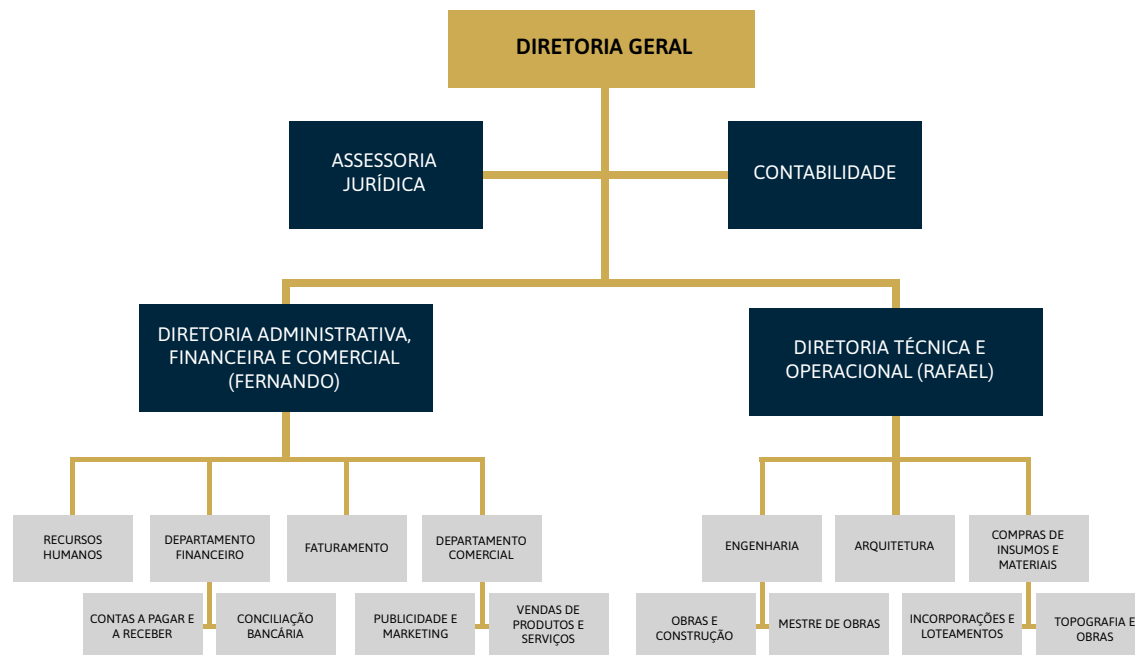 DIRETORIA GERAL
ASSESSORIA
JURÍDICA
CONTABILIDADE
DIRETORIA ADMINISTRATIVA,
FINANCEIRA E COMERCIAL
(FERNANDO)
DIRETORIA TÉCNICA E
OPERACIONAL (RAFAEL)
RECURSOS
HUMANOS
DEPARTAMENTO
FINANCEIRO
FATURAMENTO
DEPARTAMENTO
COMERCIAL
ENGENHARIA
ARQUITETURA
COMPRAS DE
INSUMOS E
MATERIAIS
CONTAS A PAGAR E
A RECEBER
CONCILIAÇÃO
BANCÁRIA
PUBLICIDADE E
MARKETING
VENDAS DE
PRODUTOS E
SERVIÇOS
OBRAS E
CONSTRUÇÃO
MESTRE DE OBRAS
INCORPORAÇÕES E
LOTEAMENTOS
TOPOGRAFIA E
OBRAS